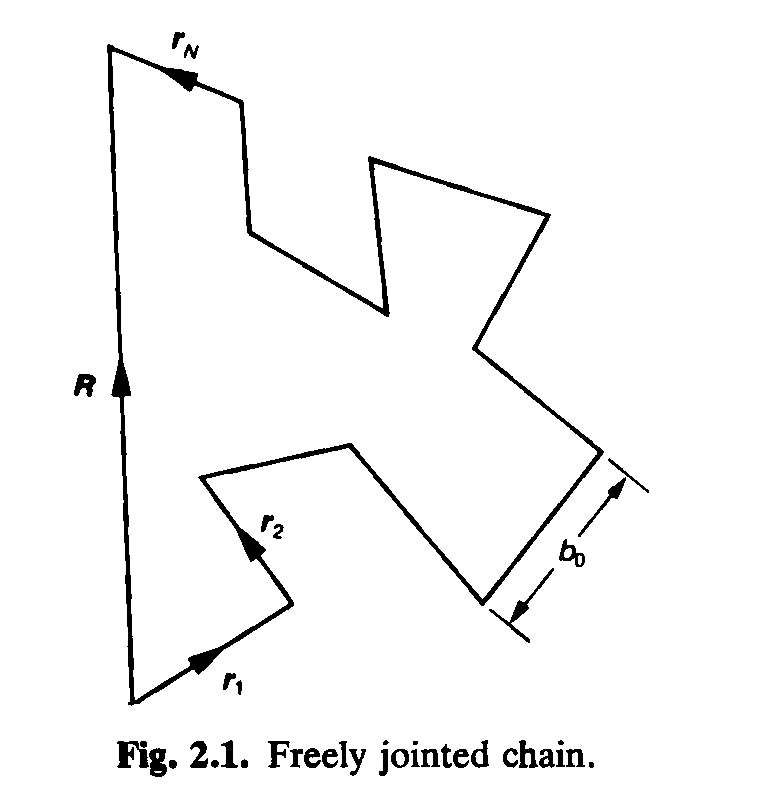 r_N
R
r_2
b_0
r_1
Fig. 2.1. Freely jointed chain.